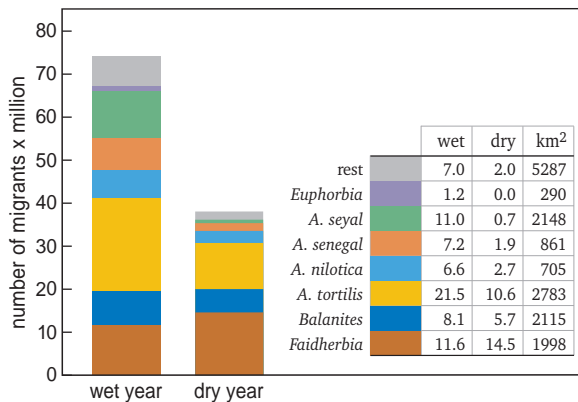 number of migrants x million
80
70
60
50
40
30
20
10
0
wet year dry year
wet dry km²
rest 7.0 2.0 5287
Euphorbia 1.2 0.0 290
A. seyal 11.0 0.7 2148
A. senegal 7.2 1.9 861
A. nilotica 6.6 2.7 705
A. tortilis 21.5 10.6 2783
Balanites 8.1 5.7 2115
Faidherbia 11.6 14.5 1998